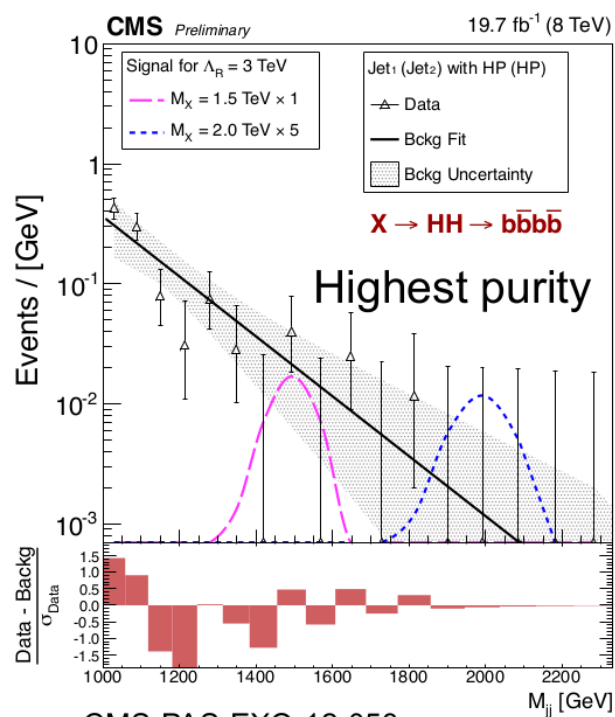 CMS Preliminary 19.7 fb⁻¹ (8 TeV)
Signal for Λ_R = 3 TeV
M_X = 1.5 TeV × 1
M_X = 2.0 TeV × 5
Jet₁ (Jet₂) with HP (HP)
Data
Bckg Fit
Bckg Uncertainty
X → HH → bb̅bb̅
Highest purity
Events / [GeV]
10
1
10⁻¹
10⁻²
10⁻³
Data - Backg
σ_Data
1.5
1.0
0.5
0.0
-0.5
-1.0
-1.5
1000 1200 1400 1600 1800 2000 2200
M_jj [GeV]